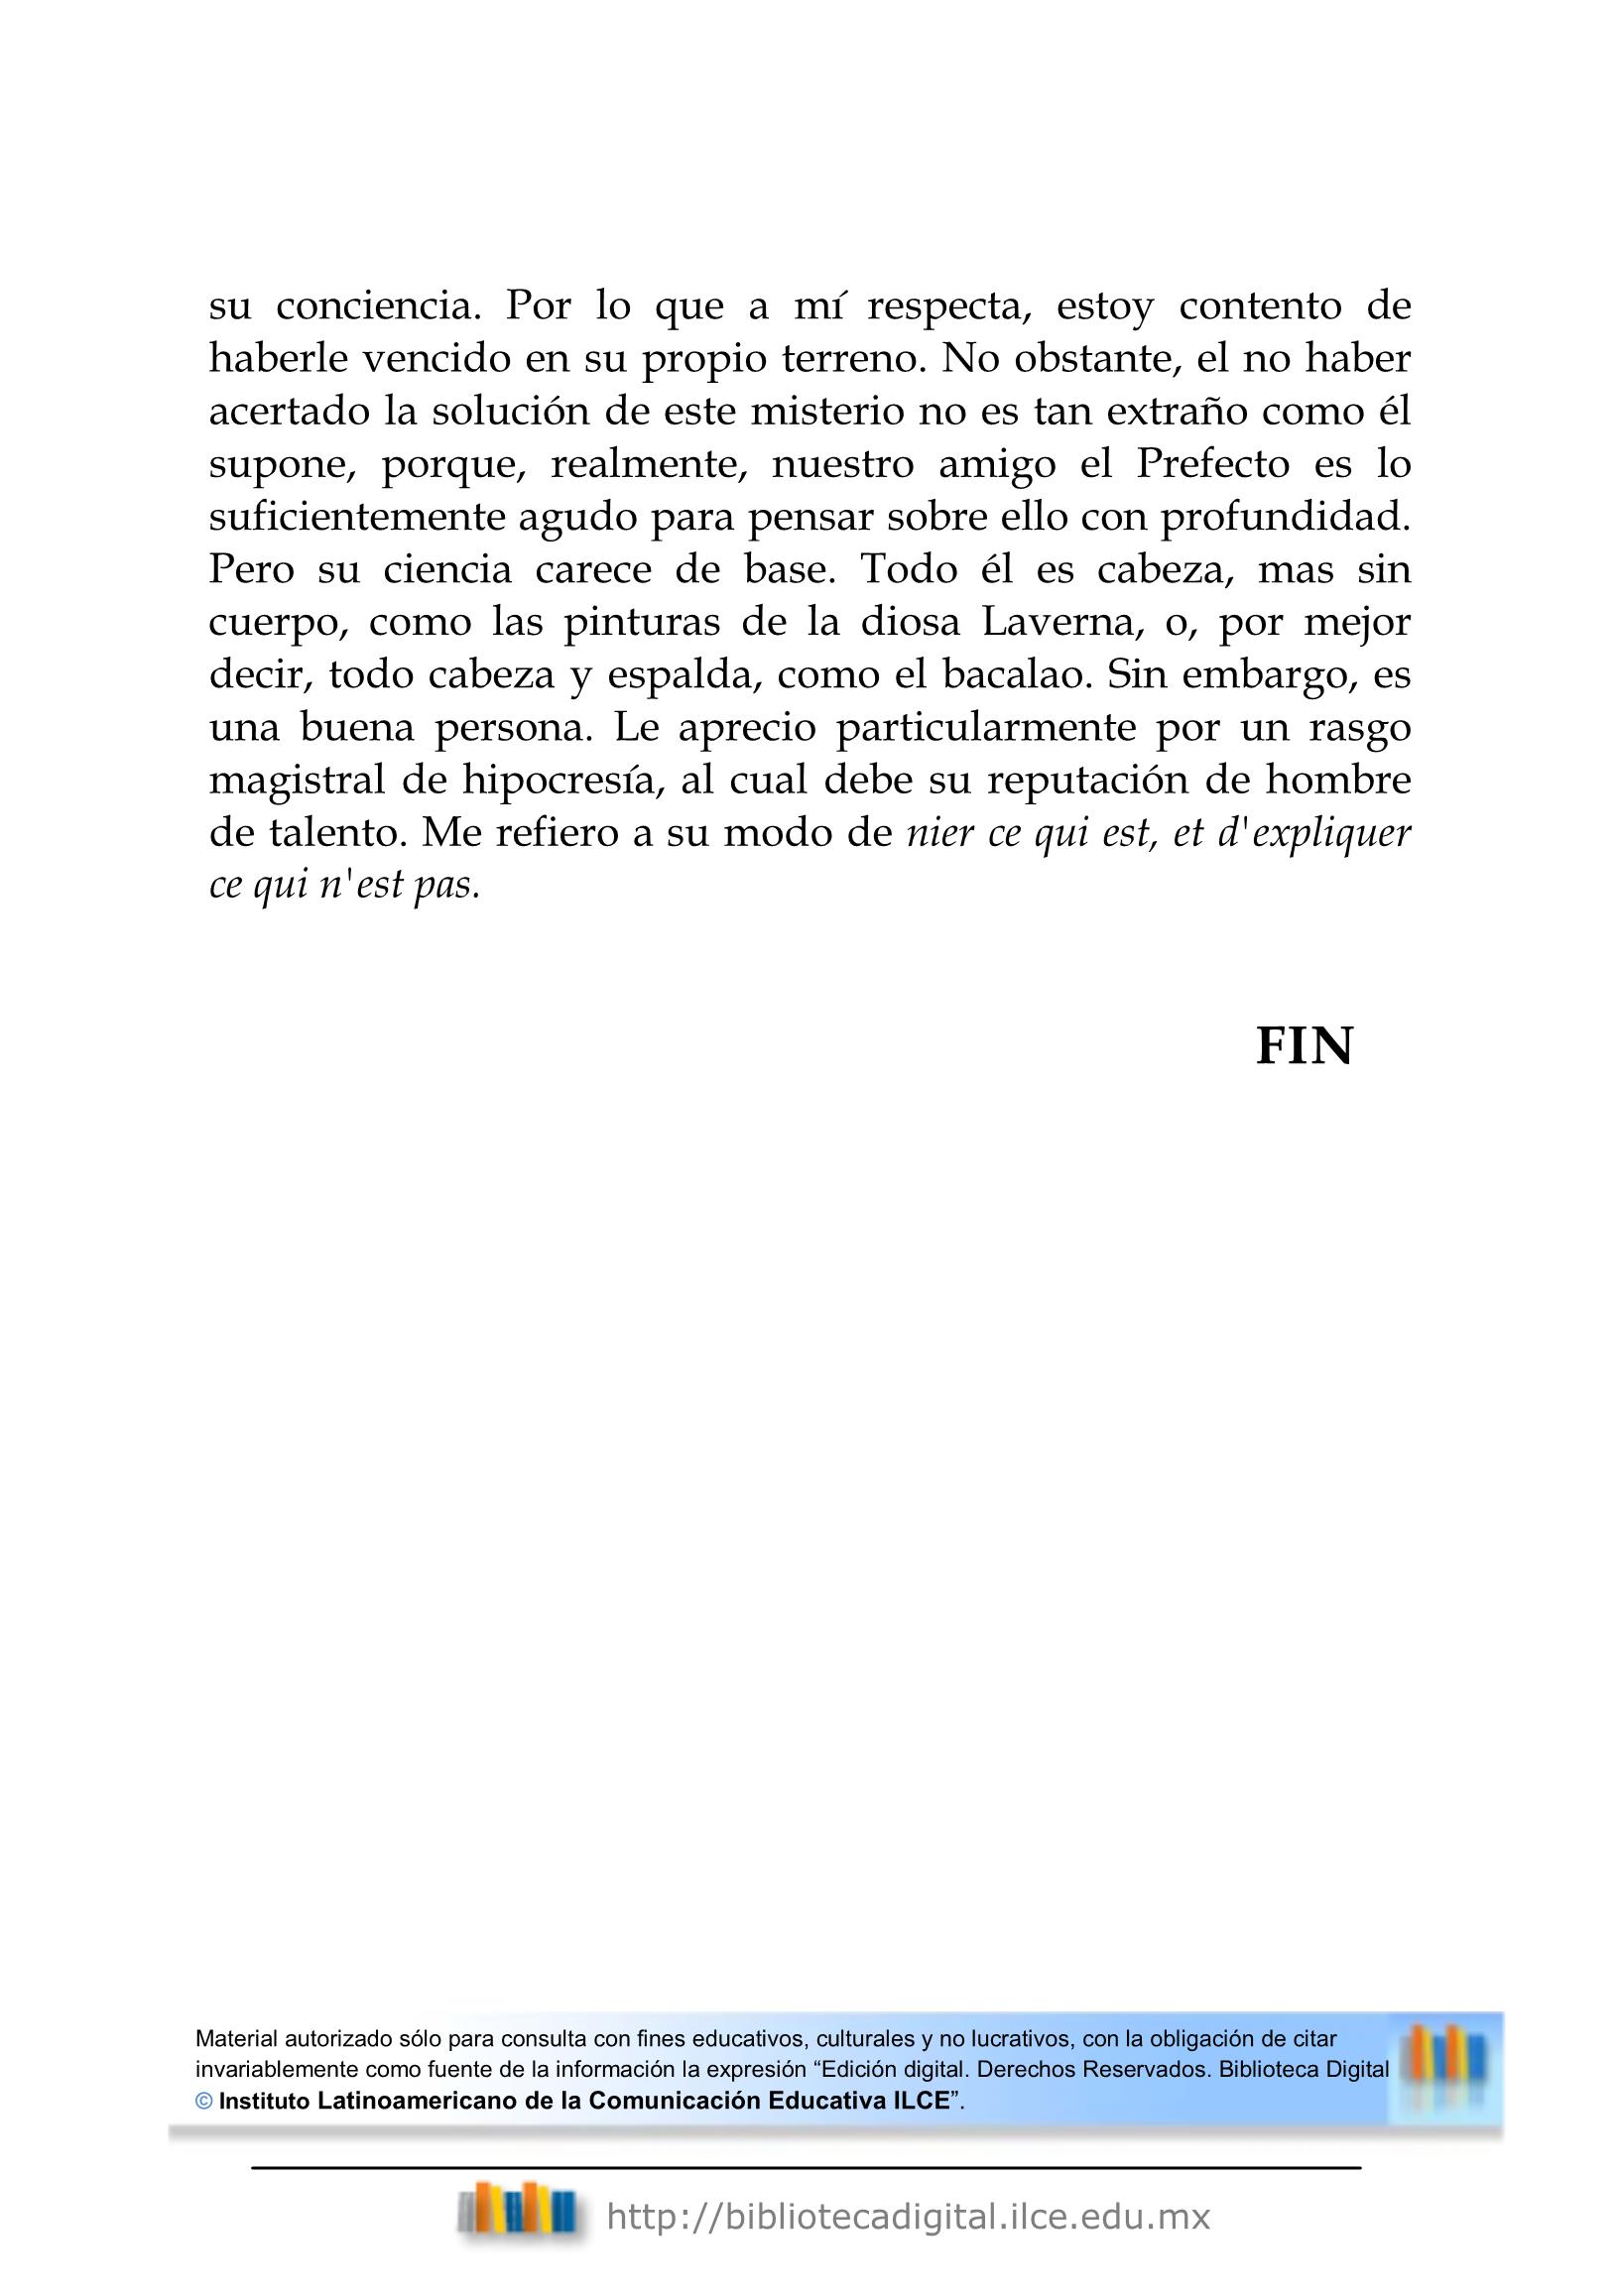 su conciencia. Por lo que a mí respecta, estoy contento de
haberle vencido en su propio terreno. No obstante, el no haber
acertado la solución de este misterio no es tan extraño como él
supone, porque, realmente, nuestro amigo el Prefecto es lo
suficientemente agudo para pensar sobre ello con profundidad.
Pero su ciencia carece de base. Todo él es cabeza, mas sin
cuerpo, como las pinturas de la diosa Laverna, o, por mejor
decir, todo cabeza y espalda, como el bacalao. Sin embargo, es
una buena persona. Le aprecio particularmente por un rasgo
magistral de hipocresía, al cual debe su reputación de hombre
de talento. Me refiero a su modo de nier ce qui est, et d'expliquer
ce qui n'est pas.
FIN
Material autorizado sólo para consulta con fines educativos, culturales y no lucrativos, con la obligación de citar
invariablemente como fuente de la información la expresión “Edición digital. Derechos Reservados. Biblioteca Digital
© Instituto Latinoamericano de la Comunicación Educativa ILCE”.
http://bibliotecadigital.ilce.edu.mx